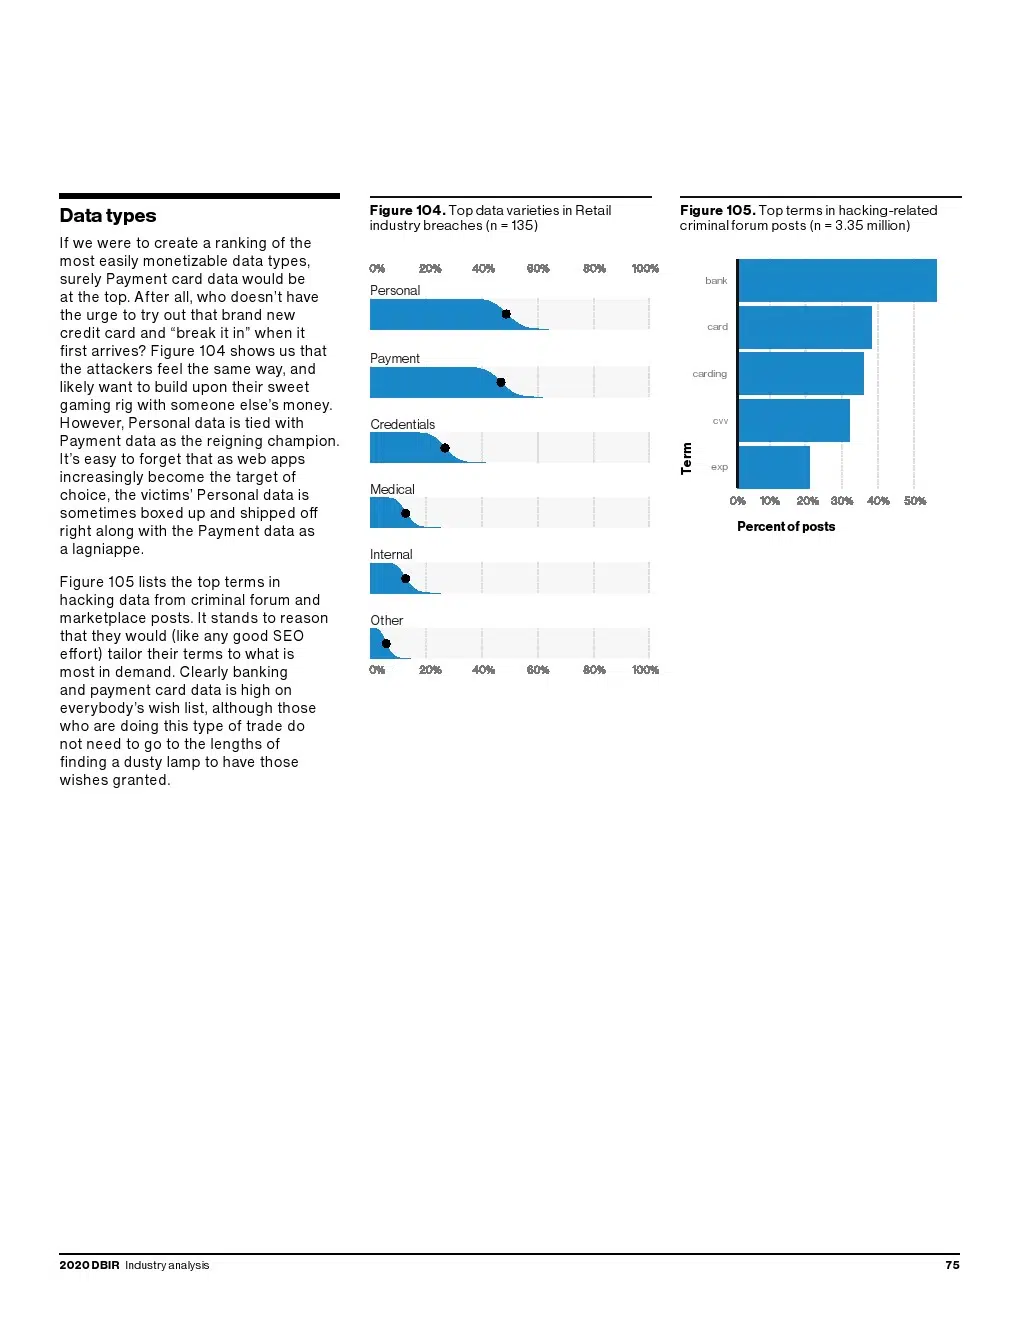 Data types
If we were to create a ranking of the
most easily monetizable data types,
surely Payment card data would be
at the top. After all, who doesn’t have
the urge to try out that brand new
credit card and “break it in” when it
first arrives? Figure 104 shows us that
the attackers feel the same way, and
likely want to build upon their sweet
gaming rig with someone else’s money.
However, Personal data is tied with
Payment data as the reigning champion.
It’s easy to forget that as web apps
increasingly become the target of
choice, the victims’ Personal data is
sometimes boxed up and shipped off
right along with the Payment data as
a lagniappe.
Figure 105 lists the top terms in
hacking data from criminal forum and
marketplace posts. It stands to reason
that they would (like any good SEO
effort) tailor their terms to what is
most in demand. Clearly banking
and payment card data is high on
everybody’s wish list, although those
who are doing this type of trade do
not need to go to the lengths of
finding a dusty lamp to have those
wishes granted.
Figure 104. Top data varieties in Retail
industry breaches (n = 135)
0% 20% 40% 60% 80% 100%
Personal
Payment
Credentials
Medical
Internal
Other
0% 20% 40% 60% 80% 100%
Figure 105. Top terms in hacking-related
criminal forum posts (n = 3.35 million)
bank
card
carding
cvv
exp
Term
0% 10% 20% 30% 40% 50%
Percent of posts
2020 DBIR Industry analysis
75